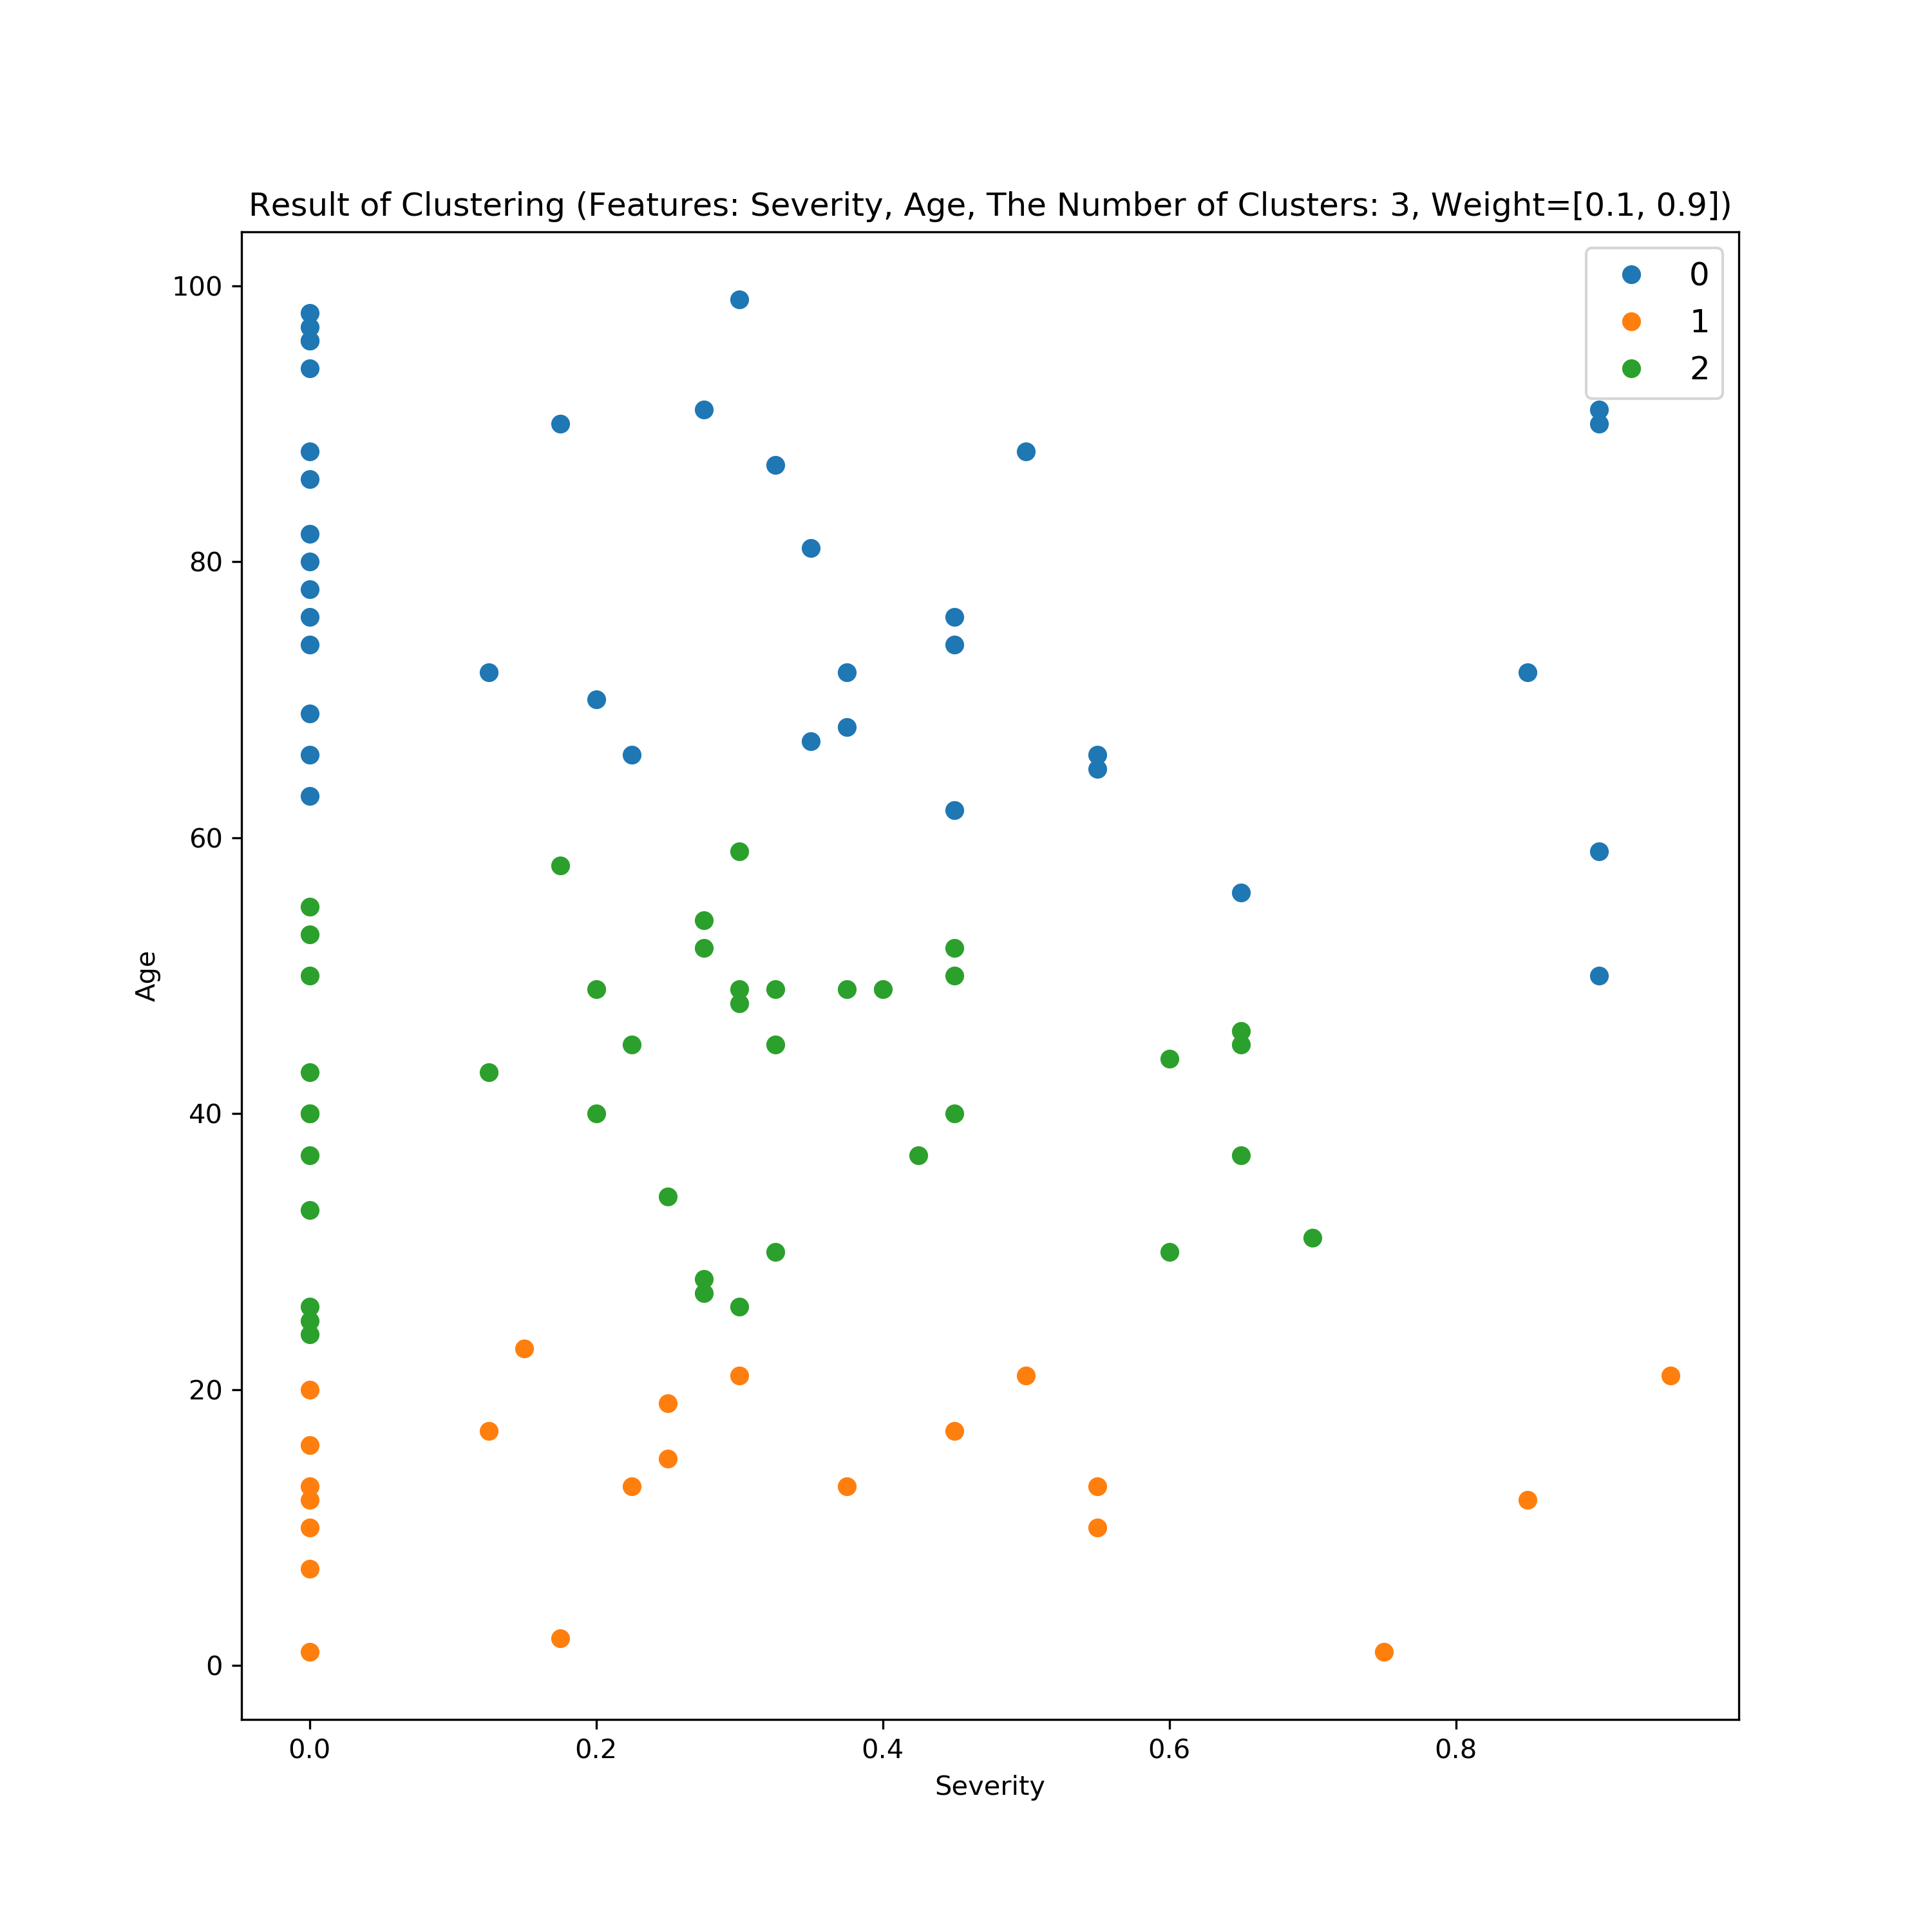 Result of Clustering (Features: Severity, Age, The Number of Clusters: 3, Weight=[0.1, 0.9])
0
1
2
100
80
60
40
20
0
Age
0.0 0.2 0.4 0.6 0.8
Severity